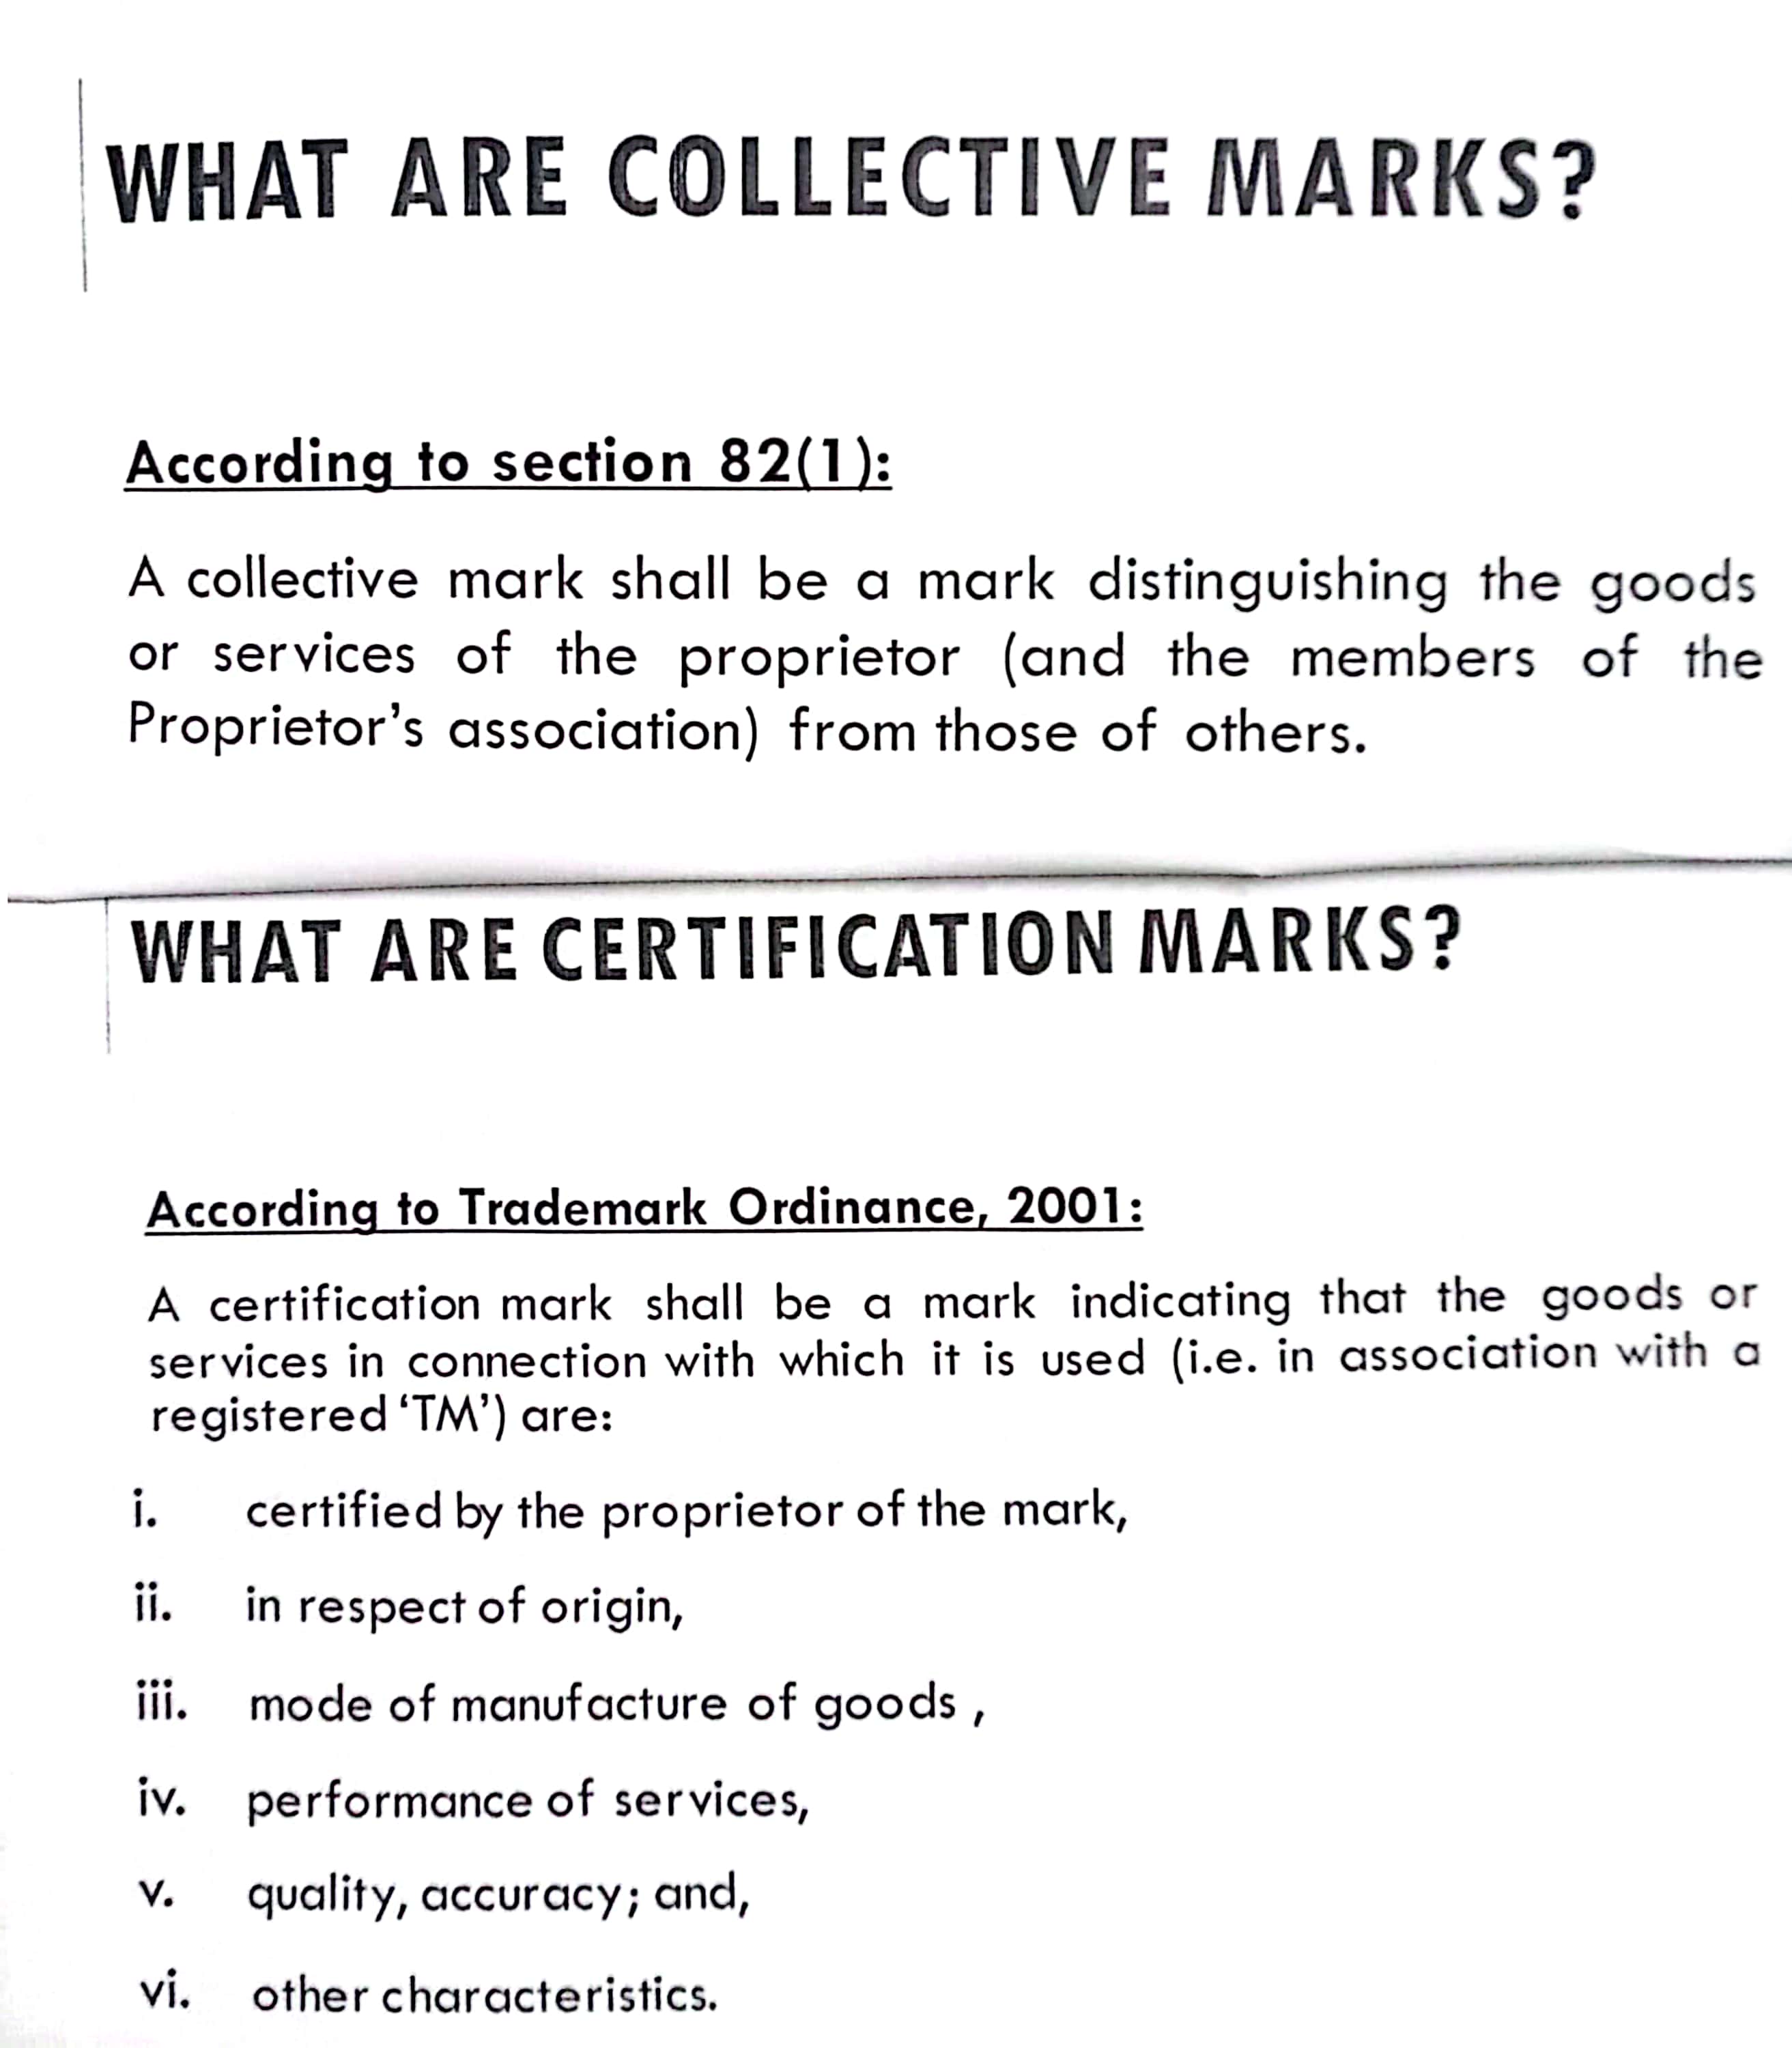 WHAT ARE COLLECTIVE MARKS?
According to section 82(1):
A collective mark shall be a mark distinguishing the goods
or services of the proprietor (and the members of the
Proprietor's association) from those of others.
WHAT ARE CERTIFICATION MARKS?
According to Trademark Ordinance, 2001:
A certification mark shall be a mark indicating that the goods or
services in connection with which it is used (i.e. in association with a
registered ‘TM’) are:
i. certified by the proprietor of the mark,
ii. in respect of origin,
iii. mode of manufacture of goods ,
iv. performance of services,
v. quality, accuracy; and,
vi. other characteristics.